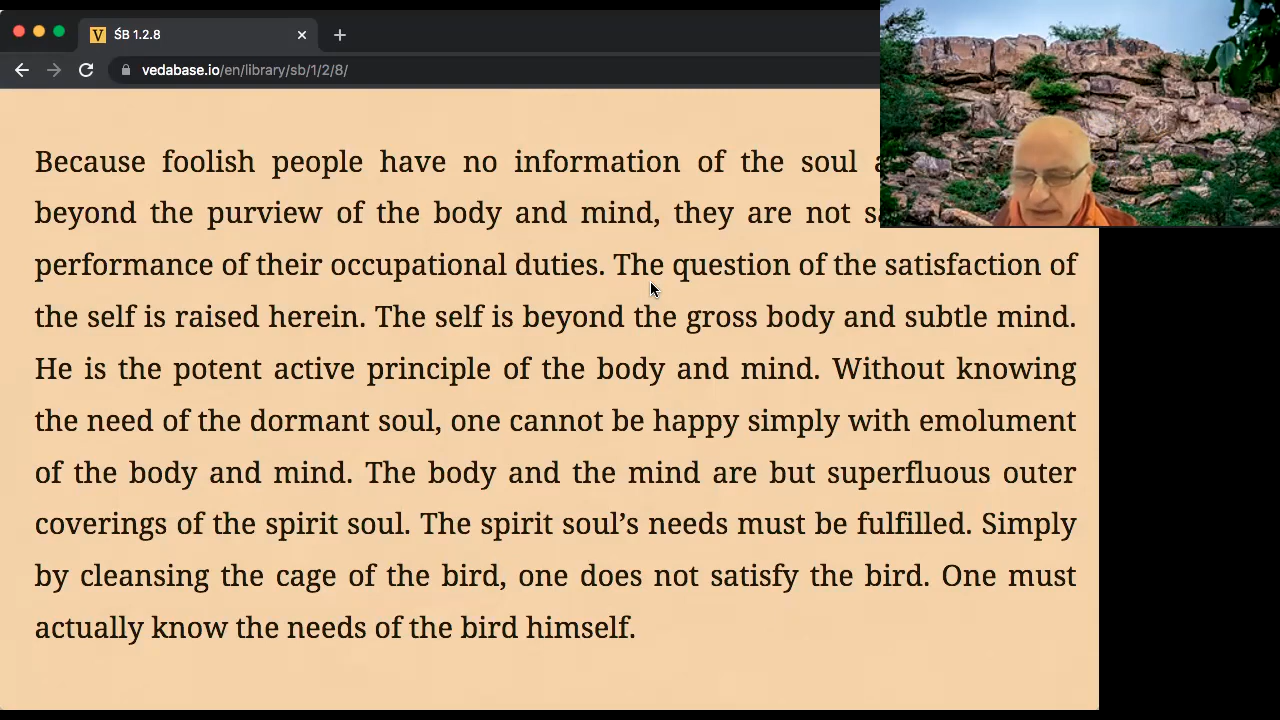 V ŚB 1.2.8
vedabase.io/en/library/sb/1/2/8/
Because foolish people have no information of the soul
beyond the purview of the body and mind, they are not
performance of their occupational duties. The question of the satisfaction of
the self is raised herein. The self is beyond the gross body and subtle mind.
He is the potent active principle of the body and mind. Without knowing
the need of the dormant soul, one cannot be happy simply with emolument
of the body and mind. The body and the mind are but superfluous outer
coverings of the spirit soul. The spirit soul’s needs must be fulfilled. Simply
by cleansing the cage of the bird, one does not satisfy the bird. One must
actually know the needs of the bird himself.